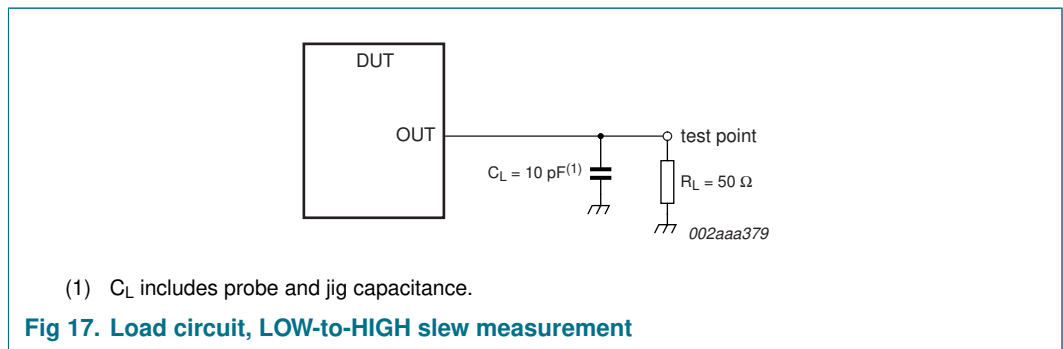 DUT
OUT
test point
C_L = 10 pF(1)
R_L = 50 Ω
002aaa379
(1) C_L includes probe and jig capacitance.
Fig 17. Load circuit, LOW-to-HIGH slew measurement